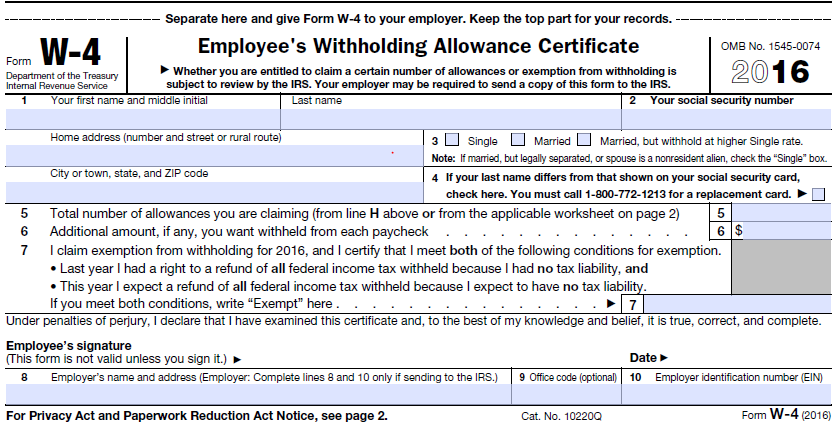 Separate here and give Form W-4 to your employer. Keep the top part for your records.
Form W-4
Department of the Treasury
Internal Revenue Service
Employee's Withholding Allowance Certificate
▶ Whether you are entitled to claim a certain number of allowances or exemption from withholding is
subject to review by the IRS. Your employer may be required to send a copy of this form to the IRS.
OMB No. 1545-0074
2016
1 Your first name and middle initial
Last name
2 Your social security number
Home address (number and street or rural route)
3 Single Married Married, but withhold at higher Single rate.
Note: If married, but legally separated, or spouse is a nonresident alien, check the “Single” box.
City or town, state, and ZIP code
4 If your last name differs from that shown on your social security card,
check here. You must call 1-800-772-1213 for a replacement card. ▶
5 Total number of allowances you are claiming (from line H above or from the applicable worksheet on page 2) 5
6 Additional amount, if any, you want withheld from each paycheck . . . . . . . . . . . . . . 6 $
7 I claim exemption from withholding for 2016, and I certify that I meet both of the following conditions for exemption.
• Last year I had a right to a refund of all federal income tax withheld because I had no tax liability, and
• This year I expect a refund of all federal income tax withheld because I expect to have no tax liability.
If you meet both conditions, write “Exempt” here . . . . . . . . . . . . . . . ▶ 7
Under penalties of perjury, I declare that I have examined this certificate and, to the best of my knowledge and belief, it is true, correct, and complete.
Employee's signature
(This form is not valid unless you sign it.) ▶
Date ▶
8 Employer's name and address (Employer: Complete lines 8 and 10 only if sending to the IRS.)
9 Office code (optional)
10 Employer identification number (EIN)
For Privacy Act and Paperwork Reduction Act Notice, see page 2.
Cat. No. 10220Q
Form W-4 (2016)